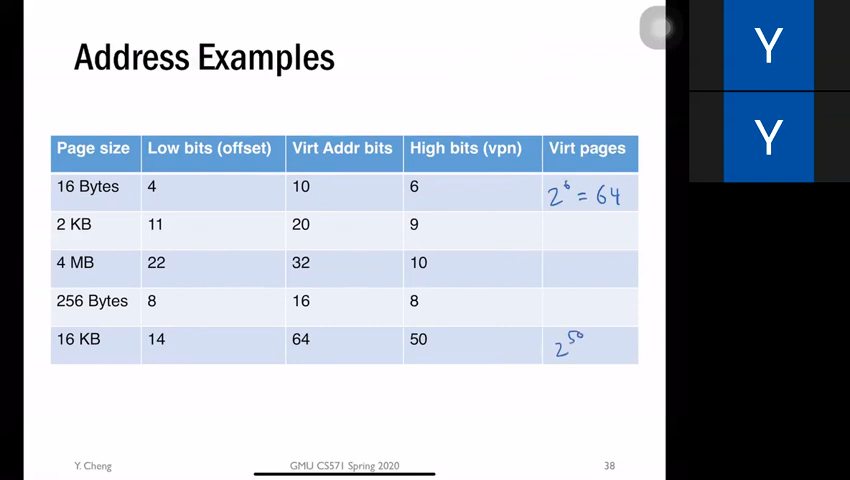 Address Examples
Y
Y
Page size Low bits (offset) Virt Addr bits High bits (vpn) Virt pages
16 Bytes 4 10 6 2⁶ = 64
2 KB 11 20 9
4 MB 22 32 10
256 Bytes 8 16 8
16 KB 14 64 50 2⁵⁰
Y. Cheng GMU CS571 Spring 2020 38